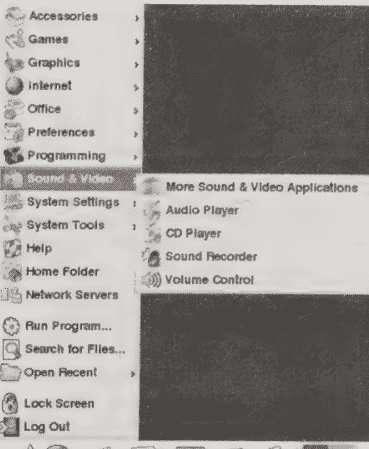 Accessories
Games
Graphics
Internet
Office
Preferences
Programming
Sound & Video
System Settings
System Tools
Help
Home Folder
Network Servers
Run Program...
Search for Files...
Open Recent
Lock Screen
Log Out
More Sound & Video Applications
Audio Player
CD Player
Sound Recorder
Volume Control